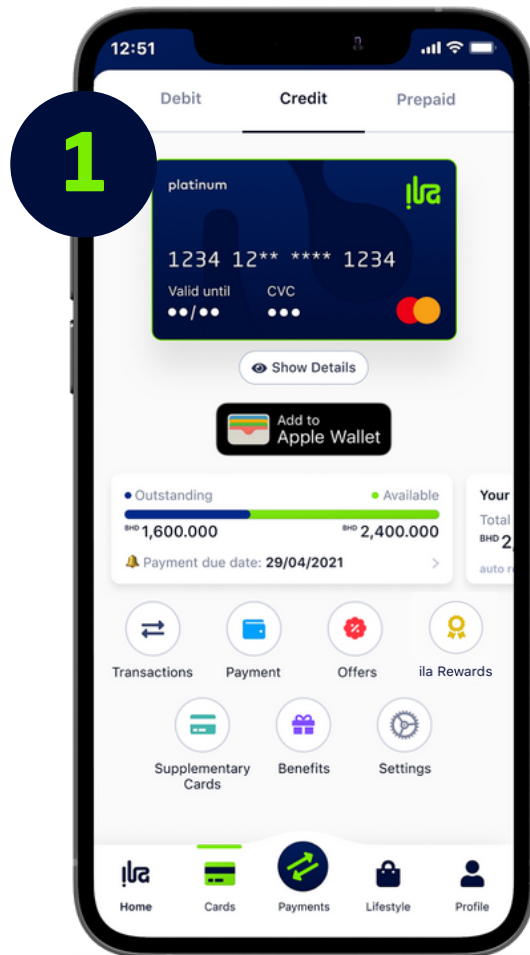 12:51
Debit Credit Prepaid
1
platinum ila
1234 12** **** 1234
Valid until CVC
••/•• •••
Show Details
Add to
Apple Wallet
• Outstanding • Available
BHD 1,600.000 BHD 2,400.000
Payment due date: 29/04/2021 >
Your
Total
BHD 2,
auto r
Transactions Payment Offers ila Rewards
Supplementary
Cards
Benefits Settings
ila
Home Cards Payments Lifestyle Profile